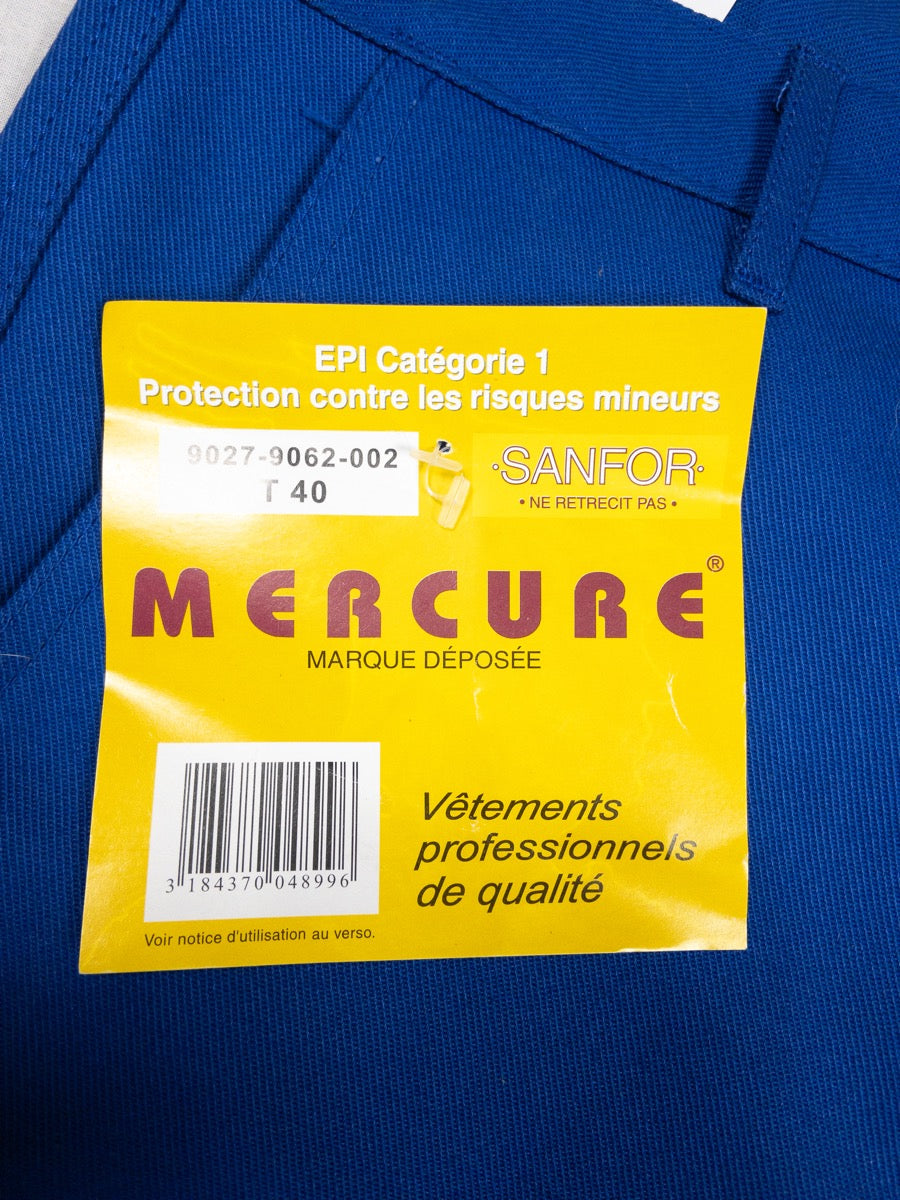 EPI Catégorie 1
Protection contre les risques mineurs
9027-9062-002
T 40
·SANFOR·
• NE RETRECIT PAS •
MERCURE®
MARQUE DÉPOSÉE
Vêtements
professionnels
de qualité
3 184370 048996
Voir notice d'utilisation au verso.